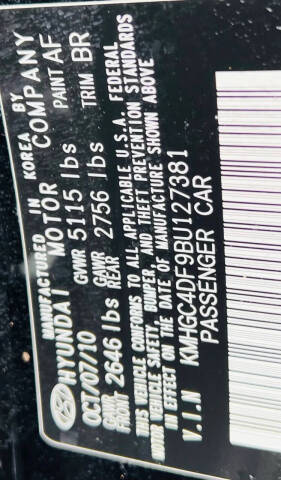 MANUFACTURED IN KOREA BY
HYUNDAI MOTOR COMPANY
OCT/07/10 GVWR 5115 lbs PAINT AF
GAWR FRONT 2646 lbs GAWR REAR 2756 lbs TRIM BR
THIS VEHICLE CONFORMS TO ALL APPLICABLE U.S.A. FEDERAL
MOTOR VEHICLE SAFETY, BUMPER, AND THEFT PREVENTION STANDARDS
IN EFFECT ON THE DATE OF MANUFACTURE SHOWN ABOVE
V.I.N KMHGC4DF9BU127381
PASSENGER CAR